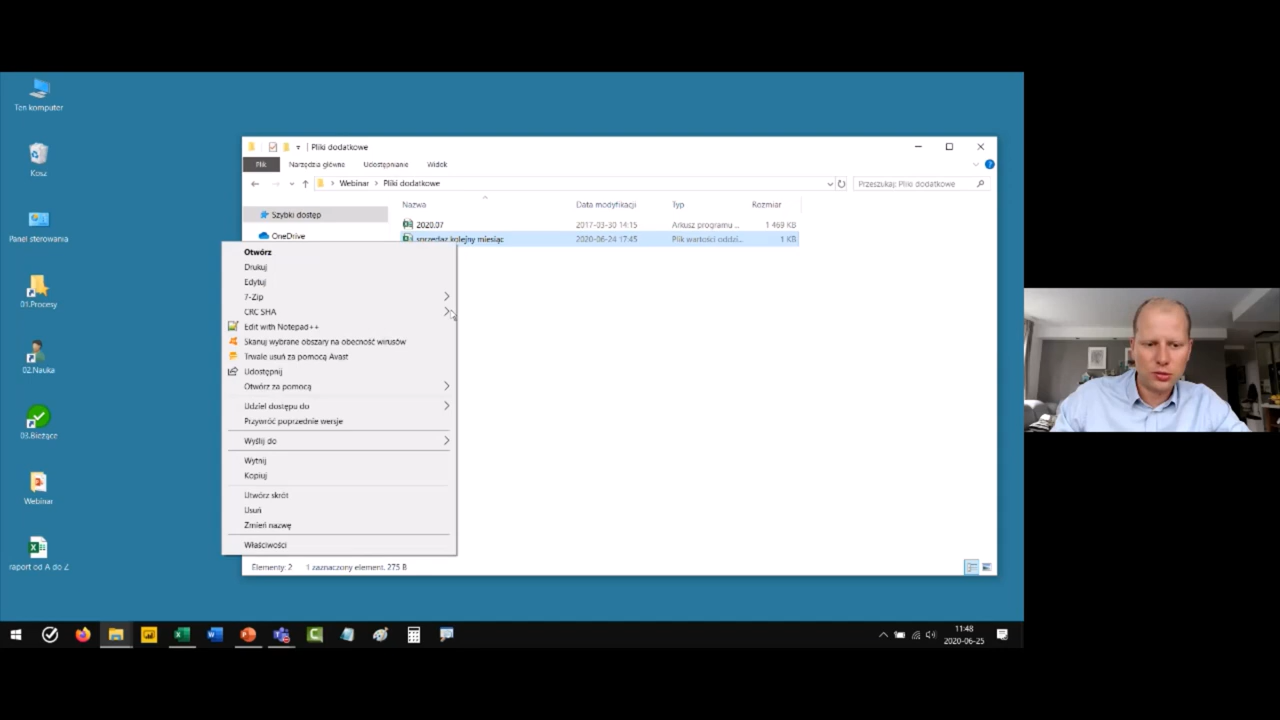 Ten komputer
Kosz
Panel sterowania
01.Procesy
02.Nauka
03.Bieżące
Webinar
raport od A do Z
Pliki dodatkowe
Plik
Narzędzia główne
Udostępnianie
Widok
Webinar > Pliki dodatkowe
Przeszukaj: Pliki dodatkowe
Szybki dostęp
OneDrive
Nazwa Data modyfikacji Typ Rozmiar
2020.07 2017-03-30 14:15 Arkusz programu ... 1 469 KB
sprzedaż kolejny miesiąc 2020-06-24 17:45 Plik wartości oddzi... 1 KB
Otwórz
Drukuj
Edytuj
7-Zip
CRC SHA
Edit with Notepad++
Skanuj wybrane obszary na obecność wirusów
Trwale usuń za pomocą Avast
Udostępnij
Otwórz za pomocą
Udziel dostępu do
Przywróć poprzednie wersje
Wyślij do
Wytnij
Kopiuj
Utwórz skrót
Usuń
Zmień nazwę
Właściwości
Elementy: 2 1 zaznaczony element. 275 B
11:48
2020-06-25